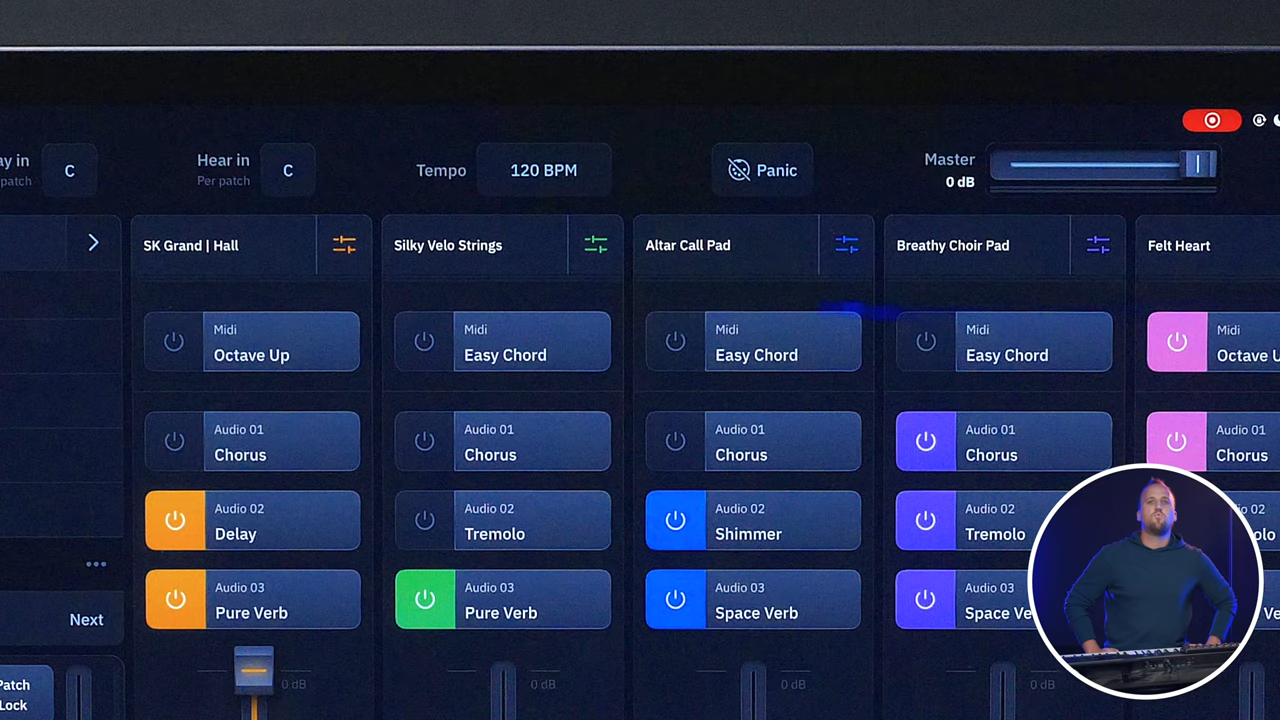 ay in
patch
C
Hear in
Per patch
C
Tempo
120 BPM
Panic
Master
0 dB
SK Grand | Hall
Silky Velo Strings
Altar Call Pad
Breathy Choir Pad
Felt Heart
Midi
Octave Up
Midi
Easy Chord
Midi
Easy Chord
Midi
Easy Chord
Midi
Octave U
Audio 01
Chorus
Audio 01
Chorus
Audio 01
Chorus
Audio 01
Chorus
Audio 01
Chorus
Audio 02
Delay
Audio 02
Tremolo
Audio 02
Shimmer
Audio 02
Tremolo
02
olo
Audio 03
Pure Verb
Audio 03
Pure Verb
Audio 03
Space Verb
Audio 03
Space Ve
Ve
Next
Patch
Lock
0 dB
0 dB
0 dB
0 dB